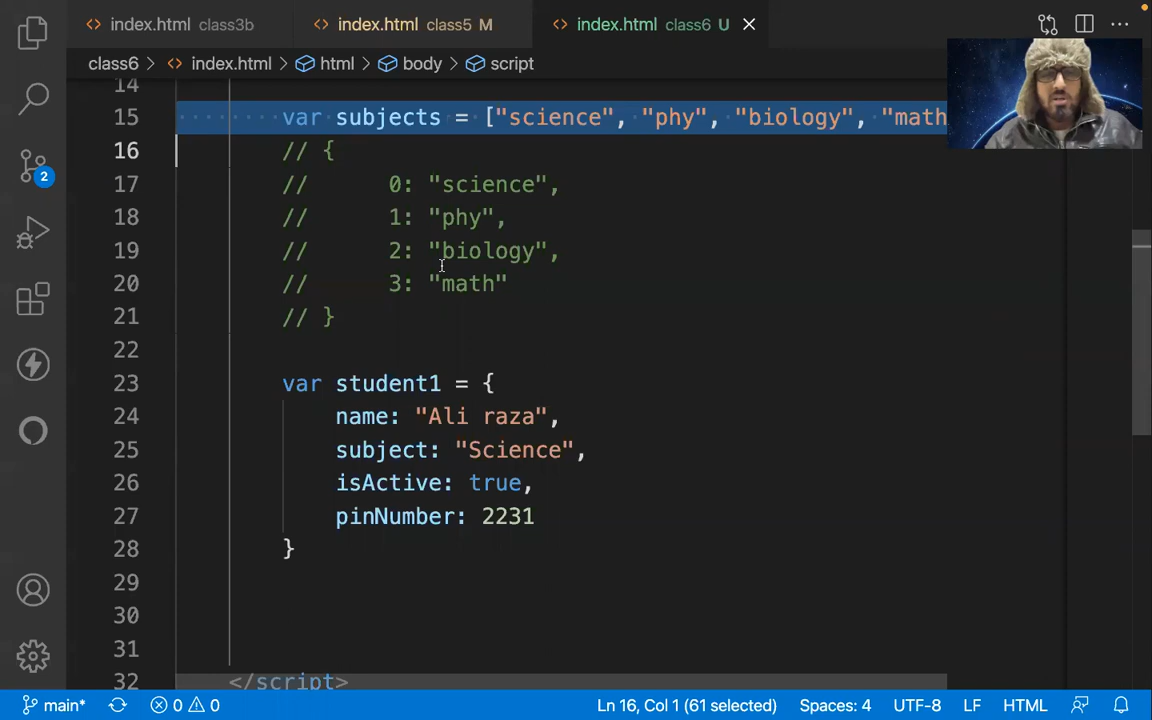 index.html class3b
index.html class5 M
index.html class6 U
class6 > index.html > html > body > script
14
15 var subjects = ["science", "phy", "biology", "math
16 // {
17 // 0: "science",
18 // 1: "phy",
19 // 2: "biology",
20 // 3: "math"
21 // }
22
23 var student1 = {
24 name: "Ali raza",
25 subject: "Science",
26 isActive: true,
27 pinNumber: 2231
28 }
29
30
31
32 </script>
2
main* 0 0 Ln 16, Col 1 (61 selected) Spaces: 4 UTF-8 LF HTML